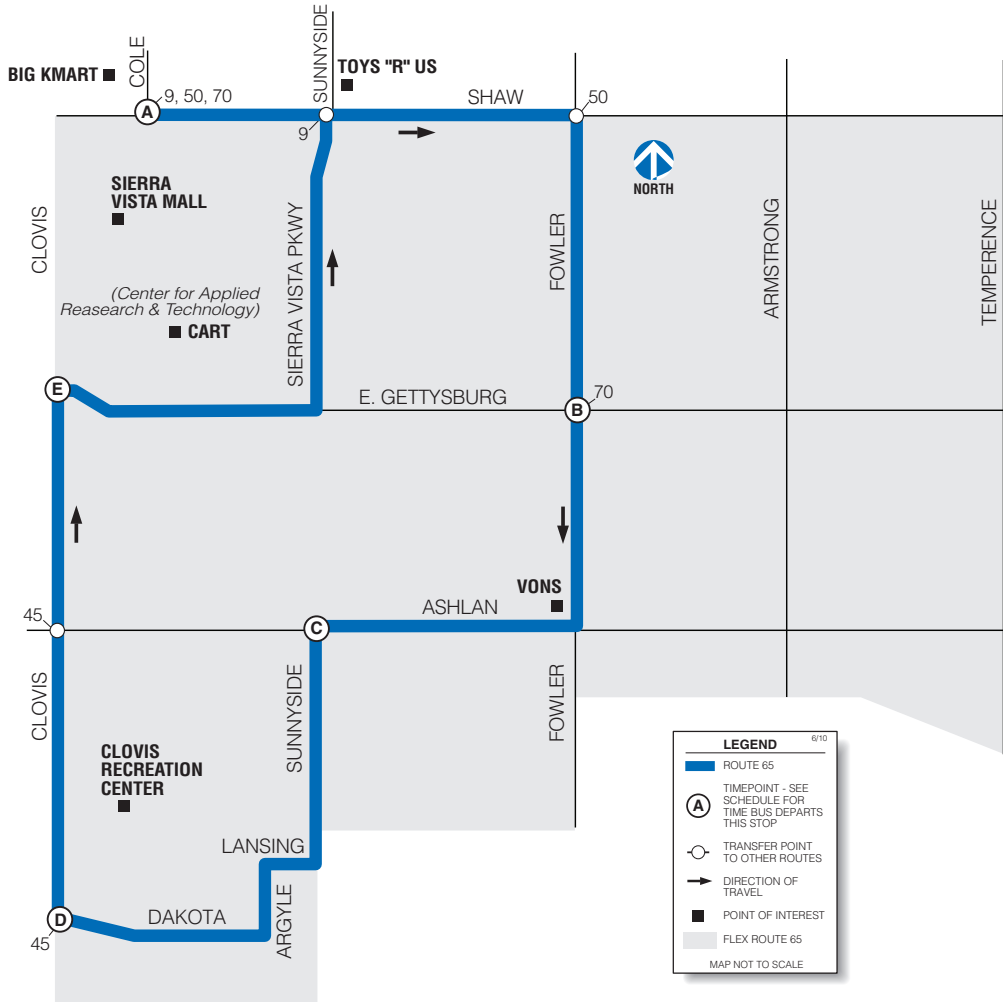 COLE
SUNNYSIDE
BIG KMART
TOYS "R" US
A
9, 50, 70
SHAW
50
9
NORTH
SIERRA
VISTA MALL
CLOVIS
SIERRA VISTA PKWY
FOWLER
ARMSTRONG
TEMPERENCE
(Center for Applied
Reasearch & Technology)
CART
E
E. GETTYSBURG
70
B
VONS
45
ASHLAN
C
CLOVIS
SUNNYSIDE
FOWLER
CLOVIS
RECREATION
CENTER
LANSING
ARGYLE
D
DAKOTA
45
LEGEND
6/10
ROUTE 65
A
TIMEPOINT - SEE
SCHEDULE FOR
TIME BUS DEPARTS
THIS STOP
TRANSFER POINT
TO OTHER ROUTES
DIRECTION OF
TRAVEL
POINT OF INTEREST
FLEX ROUTE 65
MAP NOT TO SCALE